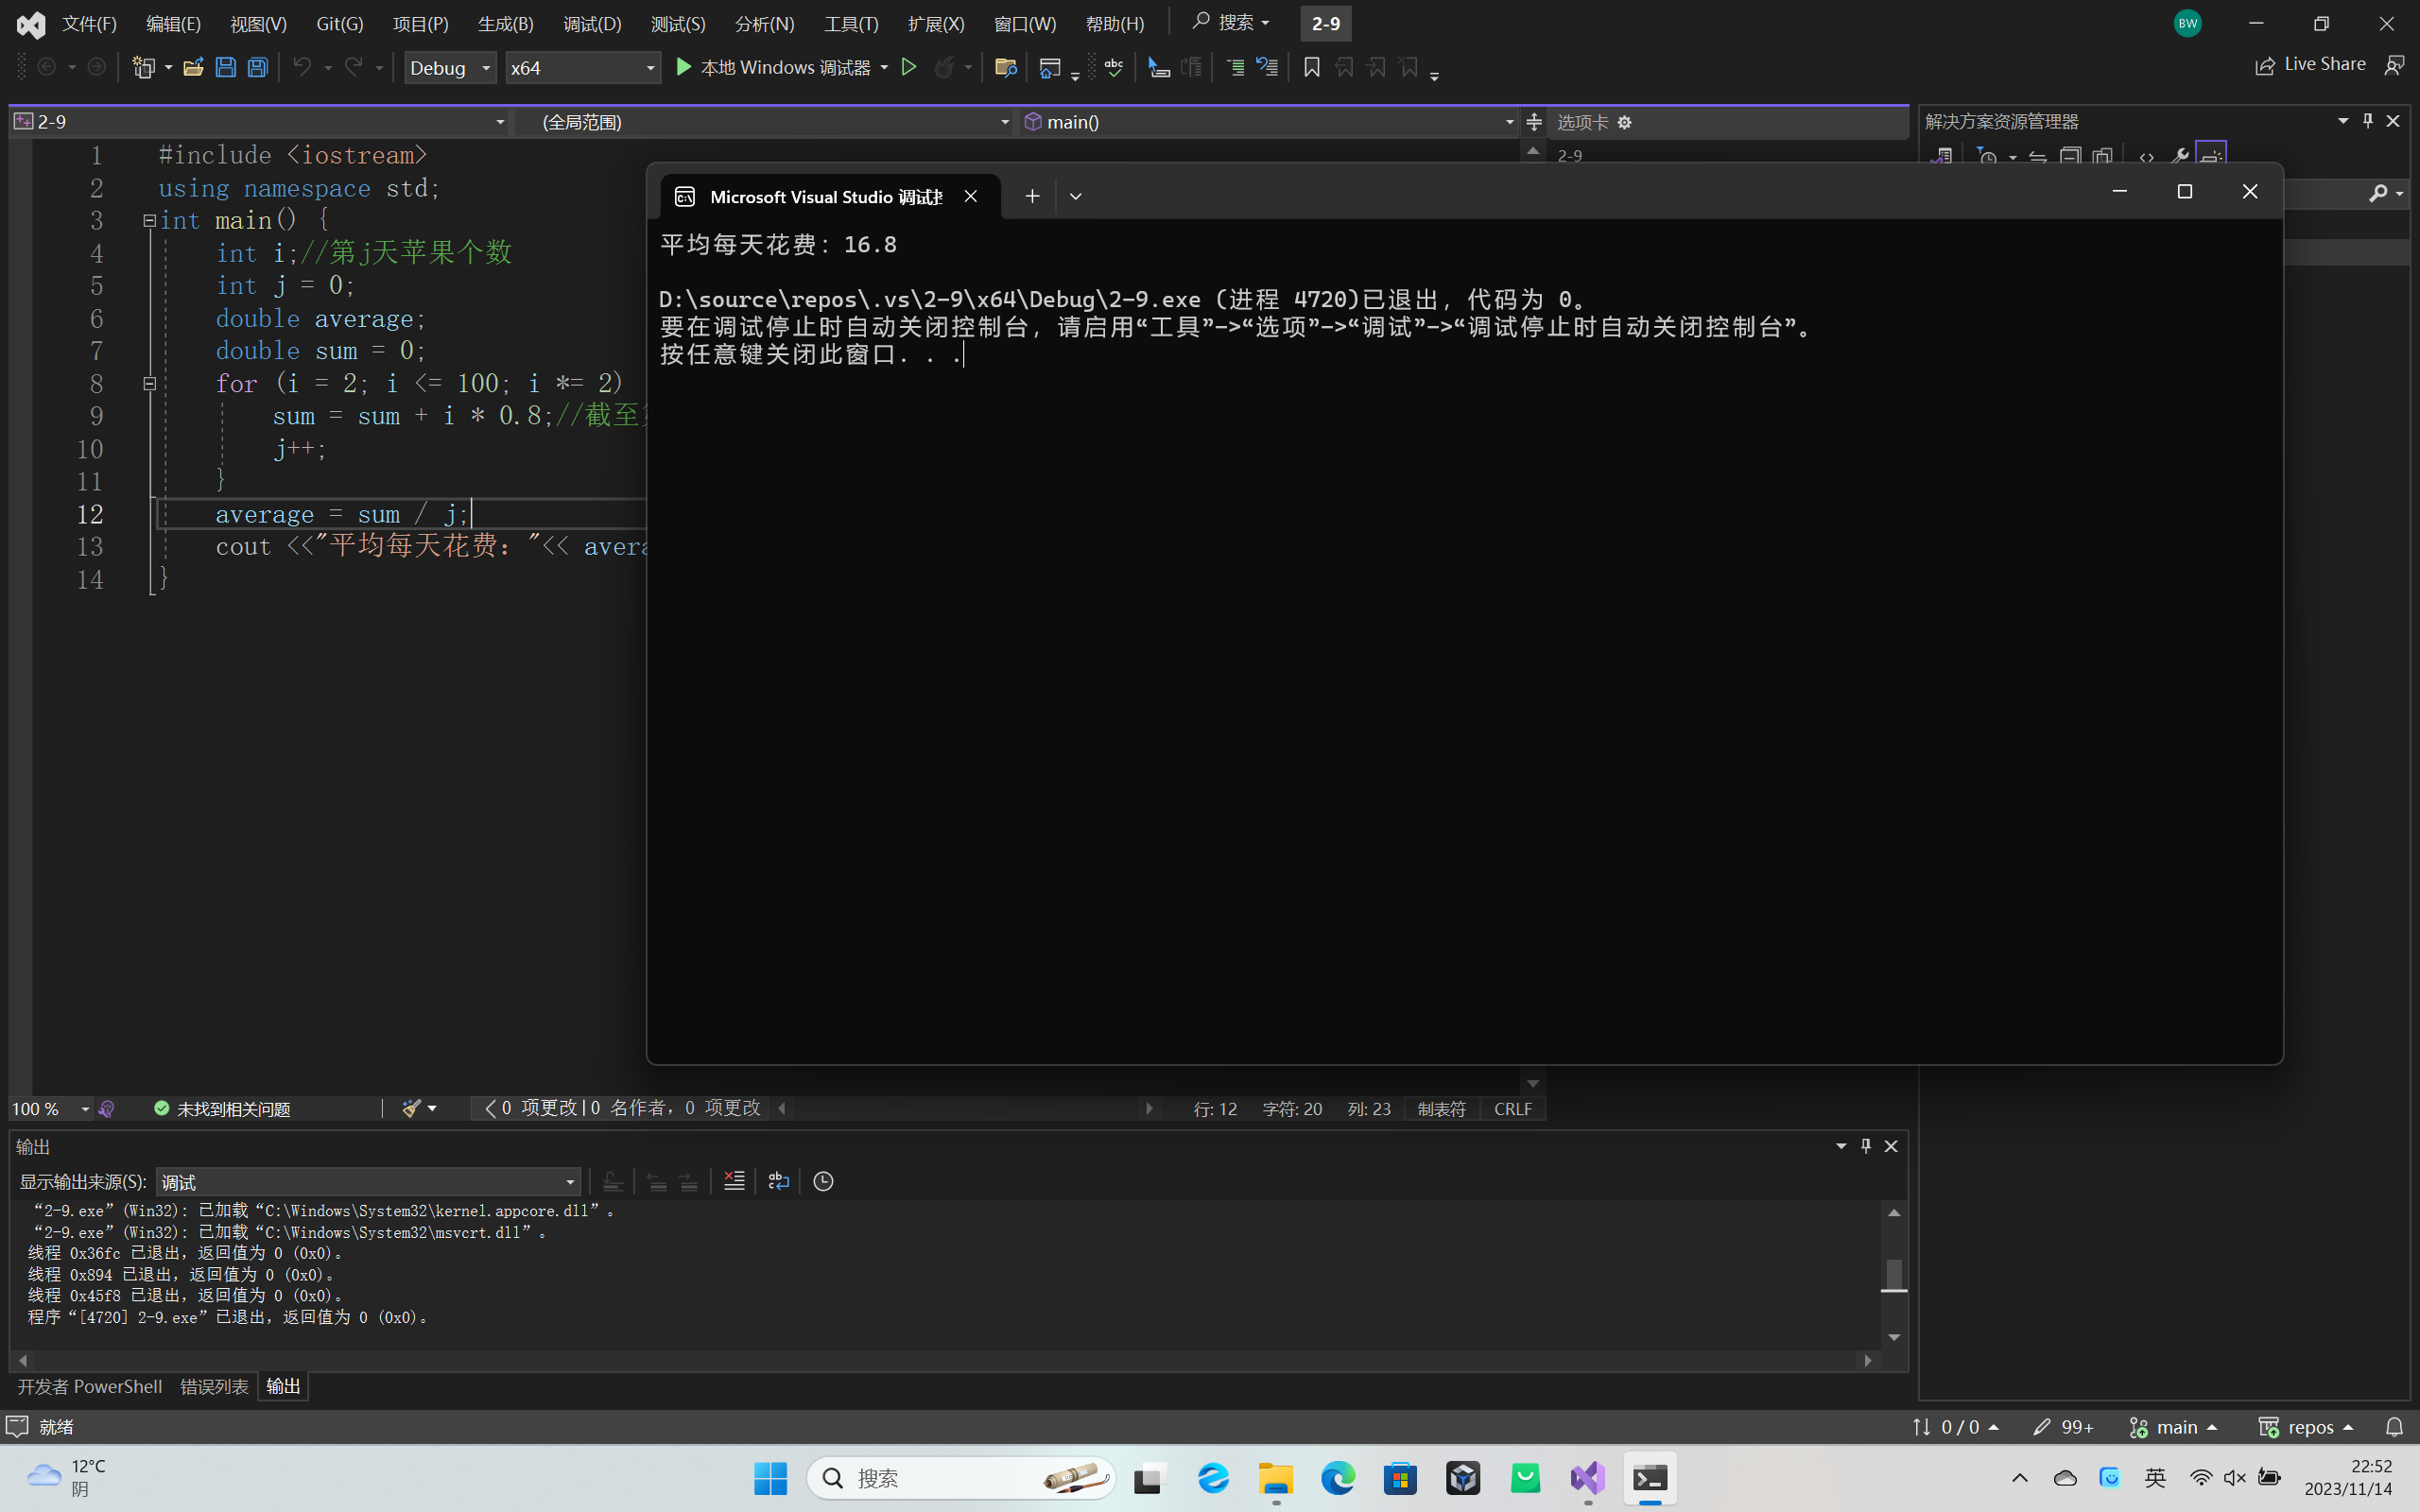 文件(F) 编辑(E) 视图(V) Git(G) 项目(P) 生成(B) 调试(D) 测试(S) 分析(N) 工具(T) 扩展(X) 窗口(W) 帮助(H) 搜索 2-9 BW
Debug x64 本地 Windows 调试器 Live Share
2-9 (全局范围) main() 选项卡 解决方案资源管理器
2-9
1 #include <iostream>
2 using namespace std;
3 int main() {
4 int i;//第j天苹果个数
5 int j = 0;
6 double average;
7 double sum = 0;
8 for (i = 2; i <= 100; i *= 2)
9 sum = sum + i * 0.8;//截至
10 j++;
11 }
12 average = sum / j;
13 cout <<"平均每天花费: "<< avera
14 }
Microsoft Visual Studio 调试控
平均每天花费: 16.8
D:\source\repos\.vs\2-9\x64\Debug\2-9.exe (进程 4720)已退出，代码为 0。
要在调试停止时自动关闭控制台，请启用“工具”->“选项”->“调试”->“调试停止时自动关闭控制台”。
按任意键关闭此窗口. . .
100 % 未找到相关问题 0 项更改 | 0 名作者，0 项更改 行: 12 字符: 20 列: 23 制表符 CRLF
输出
显示输出来源(S): 调试
“2-9.exe”(Win32): 已加载“C:\Windows\System32\kernel.appcore.dll”。
“2-9.exe”(Win32): 已加载“C:\Windows\System32\msvcrt.dll”。
线程 0x36fc 已退出，返回值为 0 (0x0)。
线程 0x894 已退出，返回值为 0 (0x0)。
线程 0x45f8 已退出，返回值为 0 (0x0)。
程序“[4720] 2-9.exe”已退出，返回值为 0 (0x0)。
开发者 PowerShell 错误列表 输出
就绪 0 / 0 99+ main repos
12°C
阴
搜索
英
22:52
2023/11/14